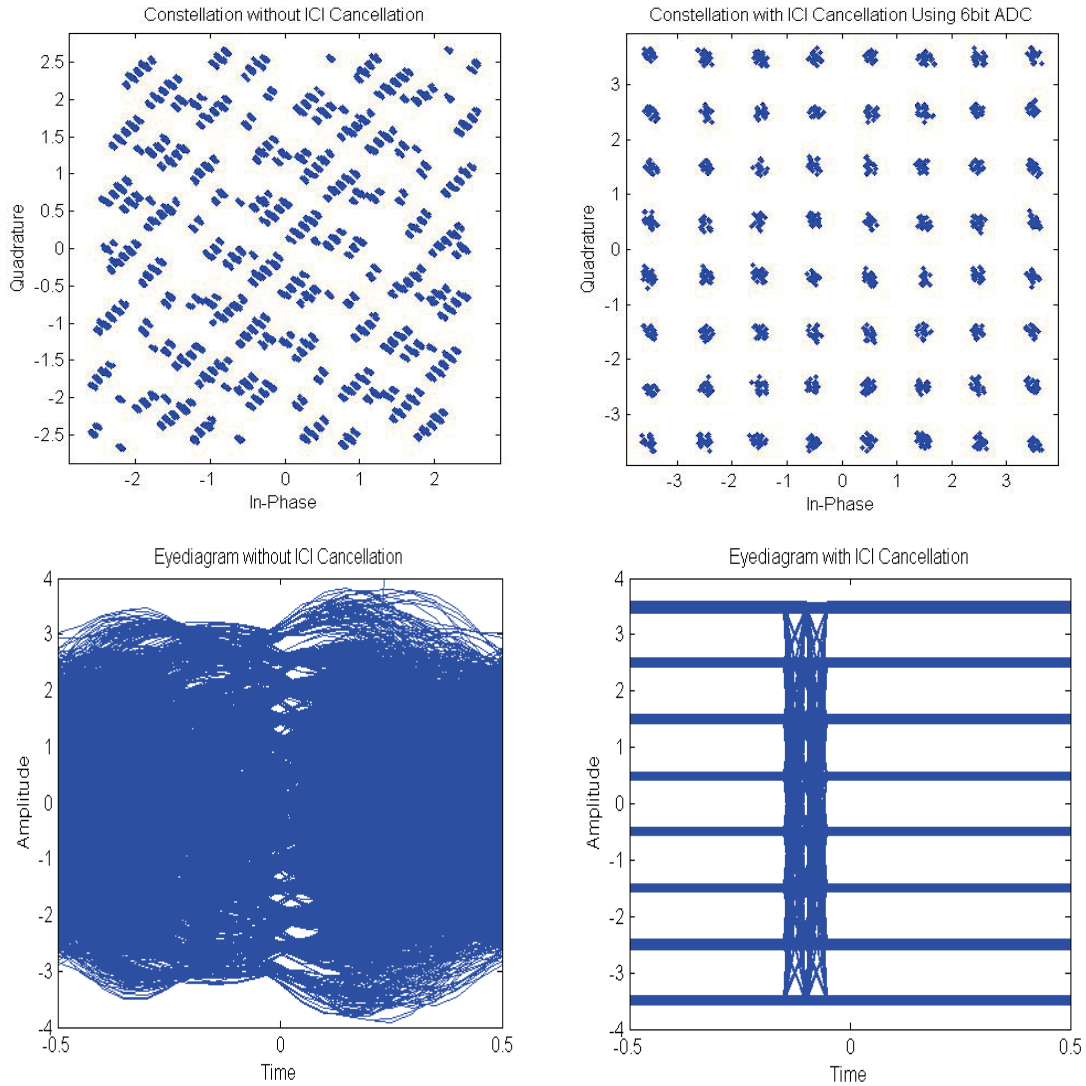 Constellation without ICI Cancellation
2.5
2
1.5
1
0.5
0
-0.5
-1
-1.5
-2
-2.5
Quadrature
-2 -1 0 1 2
In-Phase
Constellation with ICI Cancellation Using 6bit ADC
3
2
1
0
-1
-2
-3
Quadrature
-3 -2 -1 0 1 2 3
In-Phase
Eyediagram without ICI Cancellation
4
3
2
1
0
-1
-2
-3
-4
Amplitude
-0.5 0 0.5
Time
Eyediagram with ICI Cancellation
4
3
2
1
0
-1
-2
-3
-4
Amplitude
-0.5 0 0.5
Time